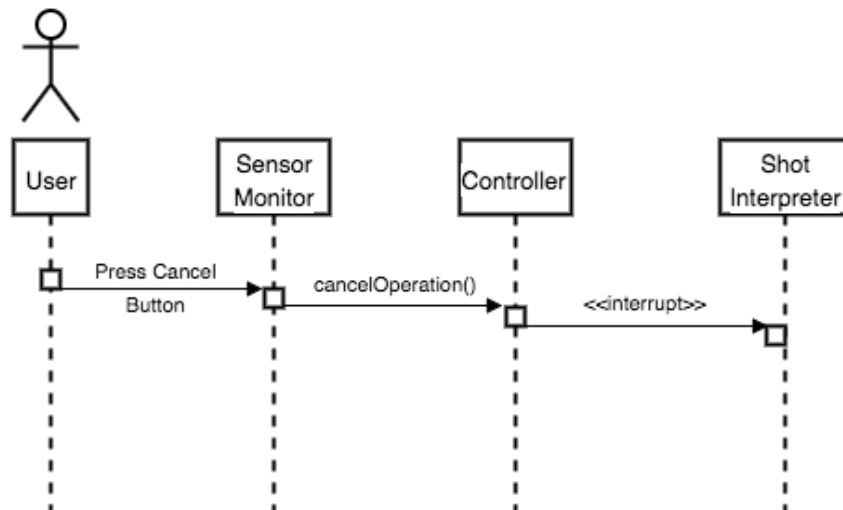 User
Sensor
Monitor
Controller
Shot
Interpreter
Press Cancel
Button
cancelOperation()
<<interrupt>>